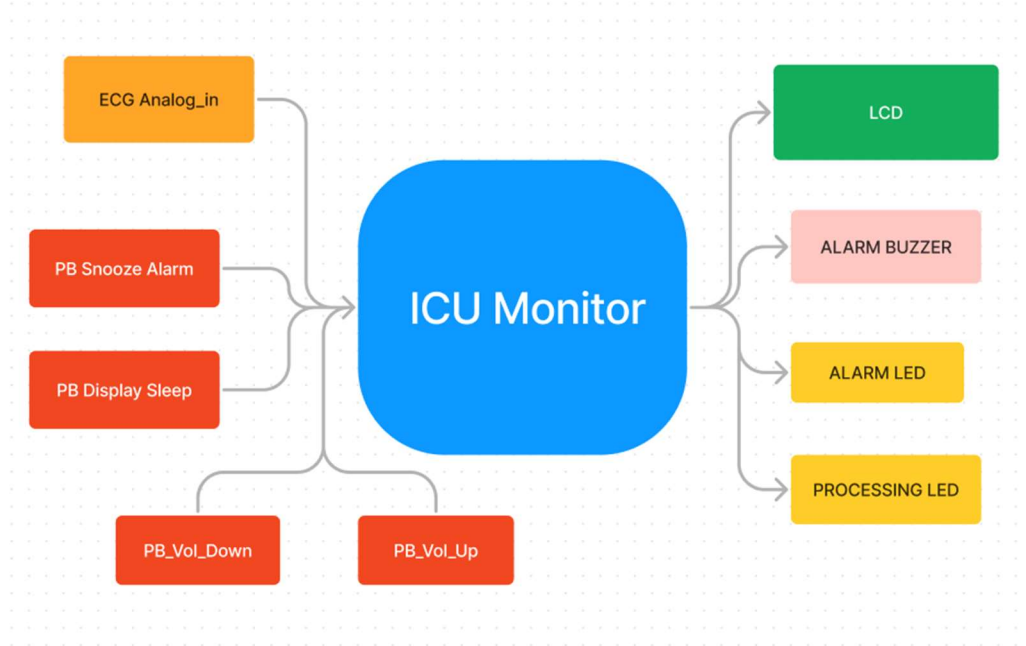 ECG Analog_in
LCD
PB Snooze Alarm
ALARM BUZZER
ICU Monitor
PB Display Sleep
ALARM LED
PROCESSING LED
PB_Vol_Down
PB_Vol_Up